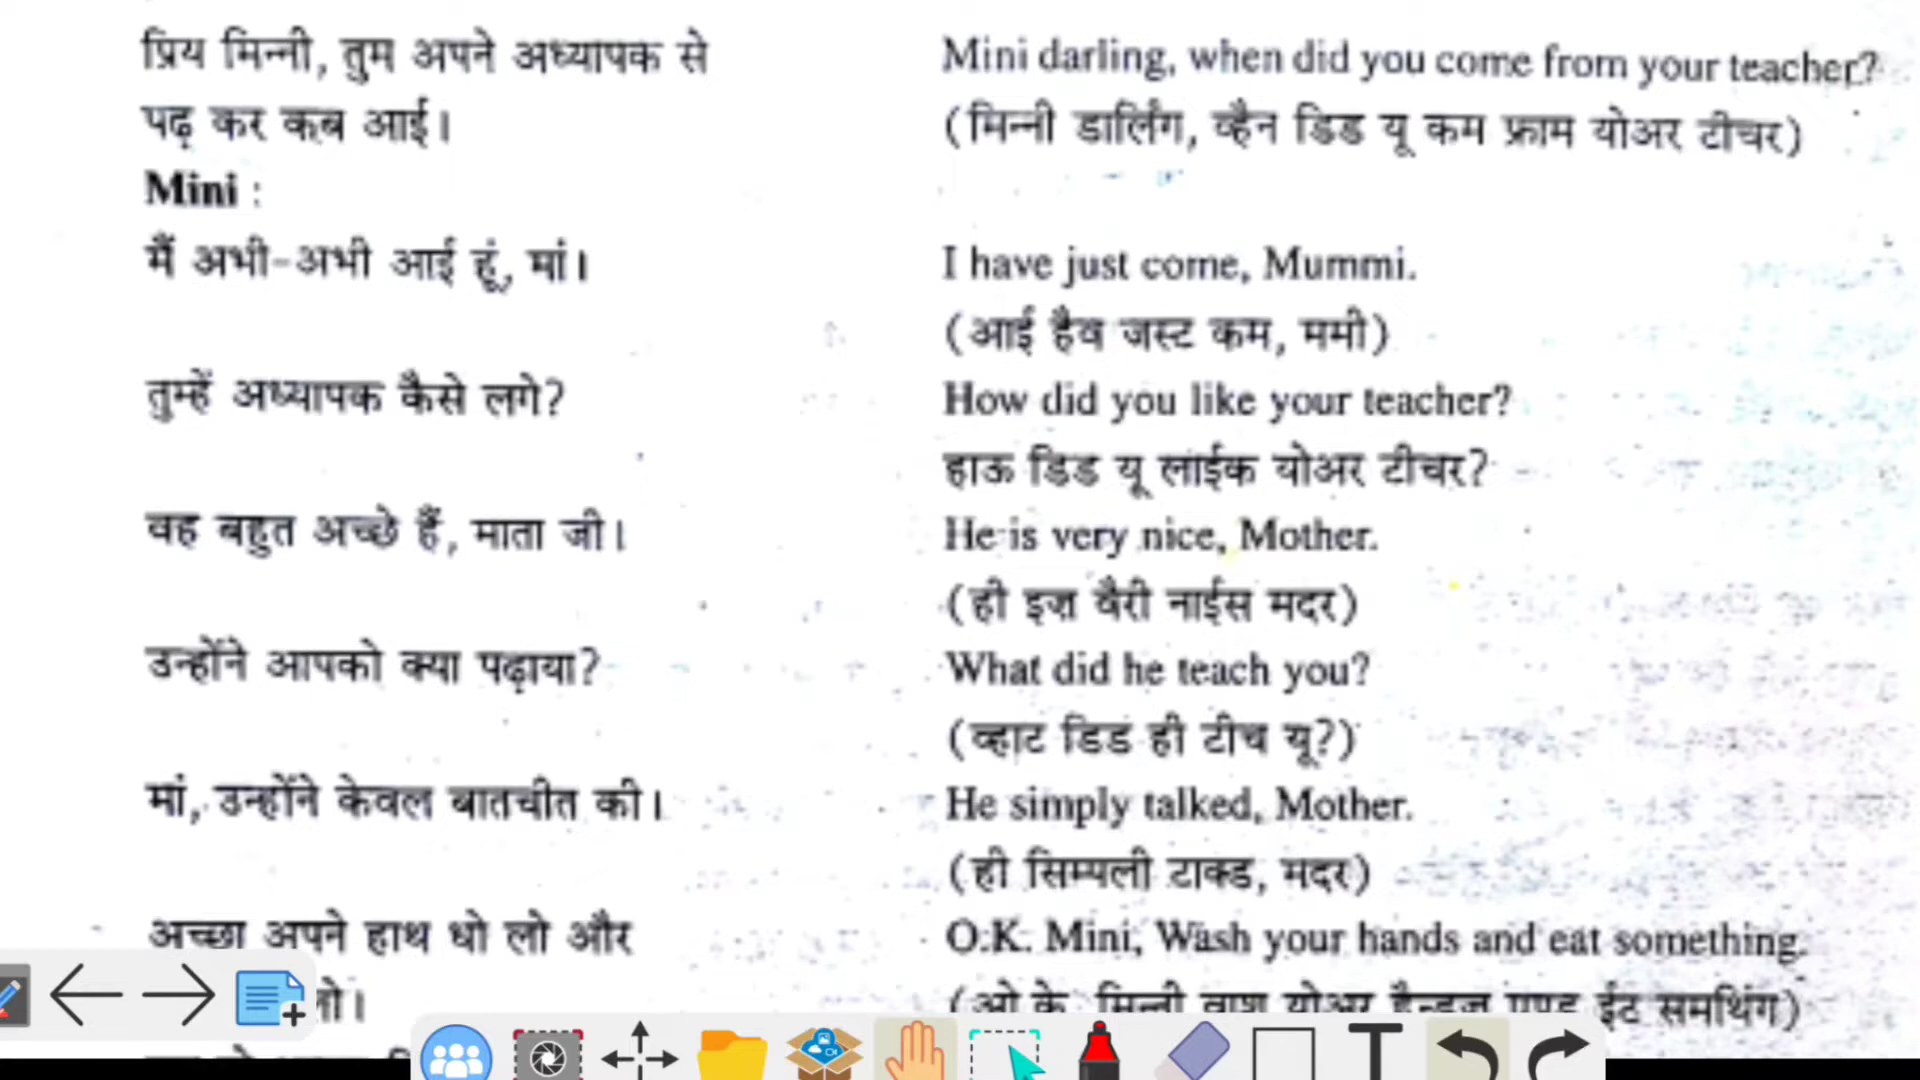 प्रिय मिन्नी, तुम अपने अध्यापक से
पढ़ कर कब आई।
Mini darling, when did you come from your teacher?
(मिन्नी डार्लिंग, व्हैन डिड यू कम फ्राम योअर टीचर)
Mini :
मैं अभी-अभी आई हूं, मां।
I have just come, Mummi.
(आई हैव जस्ट कम, ममी)
तुम्हें अध्यापक कैसे लगे?
How did you like your teacher?
हाऊ डिड यू लाईक योअर टीचर?
वह बहुत अच्छे हैं, माता जी।
He is very nice, Mother.
(ही इज़ वैरी नाईस मदर)
उन्होंने आपको क्या पढ़ाया?
What did he teach you?
(व्हाट डिड ही टीच यू?)
मां, उन्होंने केवल बातचीत की।
He simply talked, Mother.
(ही सिम्पली टाक्ड, मदर)
अच्छा अपने हाथ धो लो और
लो।
O.K. Mini, Wash your hands and eat something.
(ओ के मिन्नी वाश योअर हैन्डज़ एण्ड ईट समथिंग)